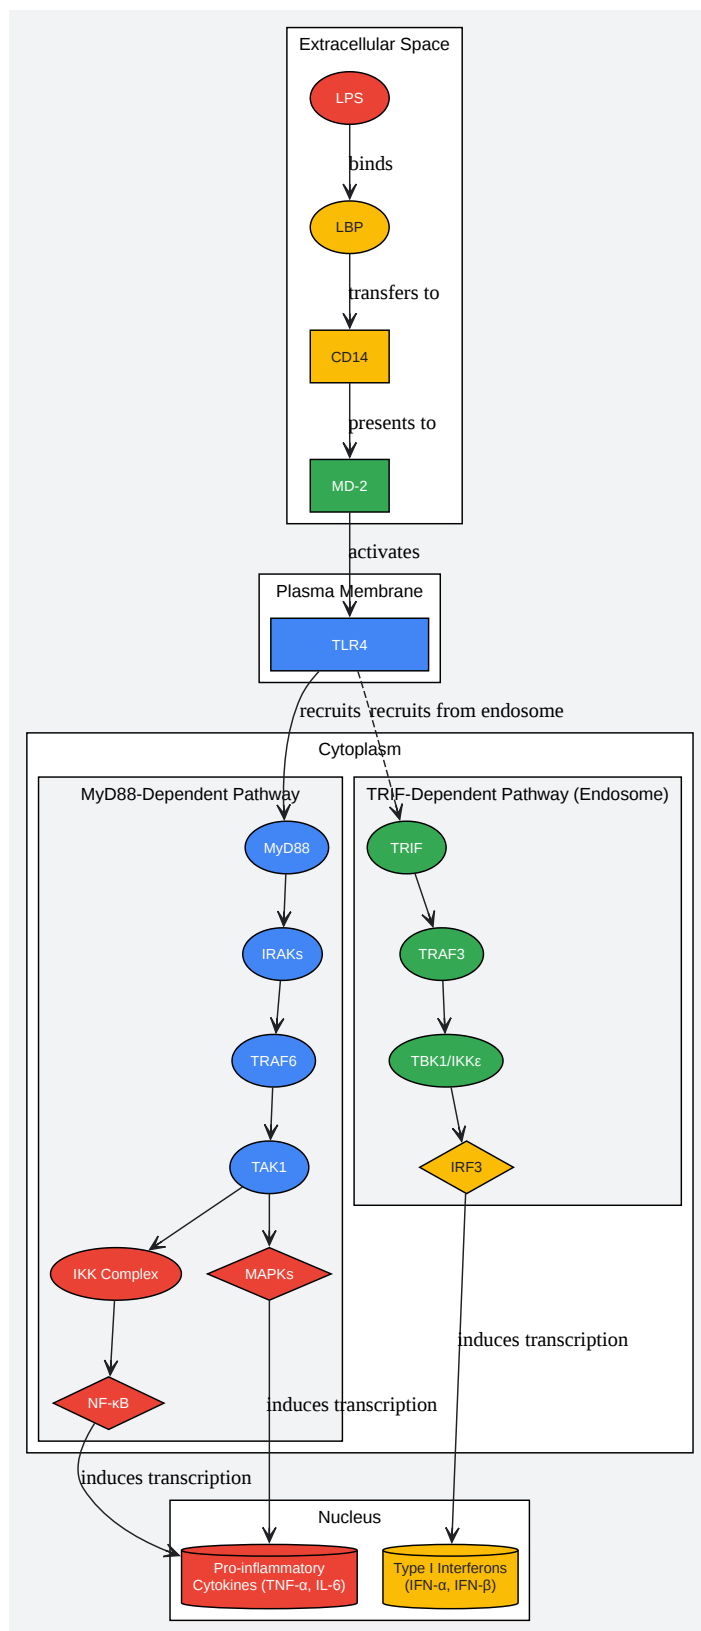 Extracellular Space
LPS
binds
LBP
transfers to
CD14
presents to
MD-2
activates
Plasma Membrane
TLR4
recruits
recruits from endosome
Cytoplasm
MyD88-Dependent Pathway
TRIF-Dependent Pathway (Endosome)
MyD88
TRIF
IRAKs
TRAF3
TRAF6
TBK1/IKKε
TAK1
IRF3
IKK Complex
MAPKs
induces transcription
NF-κB
induces transcription
induces transcription
Nucleus
Pro-inflammatory
Cytokines (TNF-α, IL-6)
Type I Interferons
(IFN-α, IFN-β)